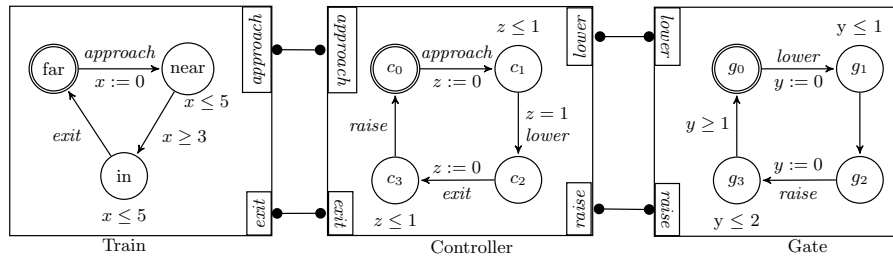 far
approach
x := 0
near
x ≤ 5
x ≥ 3
exit
in
x ≤ 5
approach
exit
Train
approach
exit
z ≤ 1
c0
approach
z := 0
c1
z = 1
lower
raise
c3
z := 0
exit
c2
z ≤ 1
lower
raise
Controller
lower
raise
y ≤ 1
g0
lower
y := 0
g1
y ≥ 1
g3
y := 0
raise
g2
y ≤ 2
Gate